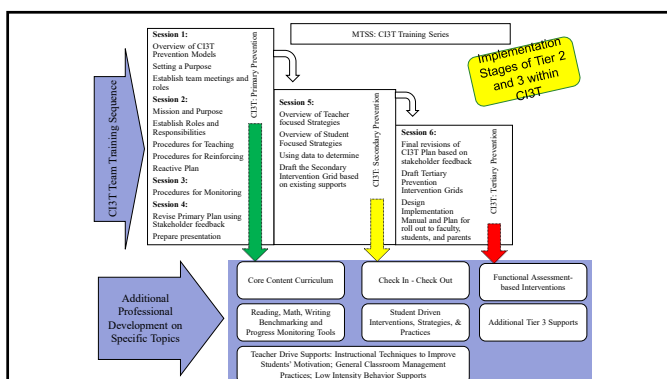 MTSS: CI3T Training Series
Implementation
Stages of Tier 2
and 3 within
CI3T
CI3T Team Training Sequence
Session 1:
Overview of CI3T
Prevention Models
Setting a Purpose
Establish team meetings and
roles
Session 2:
Mission and Purpose
Establish Roles and
Responsibilities
Procedures for Teaching
Procedures for Reinforcing
Reactive Plan
Session 3:
Procedures for Monitoring
Session 4:
Revise Primary Plan using
Stakeholder feedback
Prepare presentation
CI3T: Primary Prevention
Session 5:
Overview of Teacher
focused Strategies
Overview of Student
Focused Strategies
Using data to determine
Draft the Secondary
Intervention Grid based on
existing supports
CI3T: Secondary Prevention
Session 6:
Final revisions of
CI3T Plan based on
stakeholder feedback
Draft Tertiary
Prevention
Intervention Grids
Design
Implementation
Manual and Plan for
roll out to faculty,
students, and parents
CI3T: Tertiary Prevention
Additional
Professional
Development on
Specific Topics
Core Content Curriculum
Check In - Check Out
Functional Assessment-
based Interventions
Reading, Math, Writing
Benchmarking and
Progress Monitoring Tools
Student Driven
Interventions, Strategies, &
Practices
Additional Tier 3 Supports
Teacher Drive Supports: Instructional Techniques to Improve
Students' Motivation; General Classroom Management
Practices; Low Intensity Behavior Supports